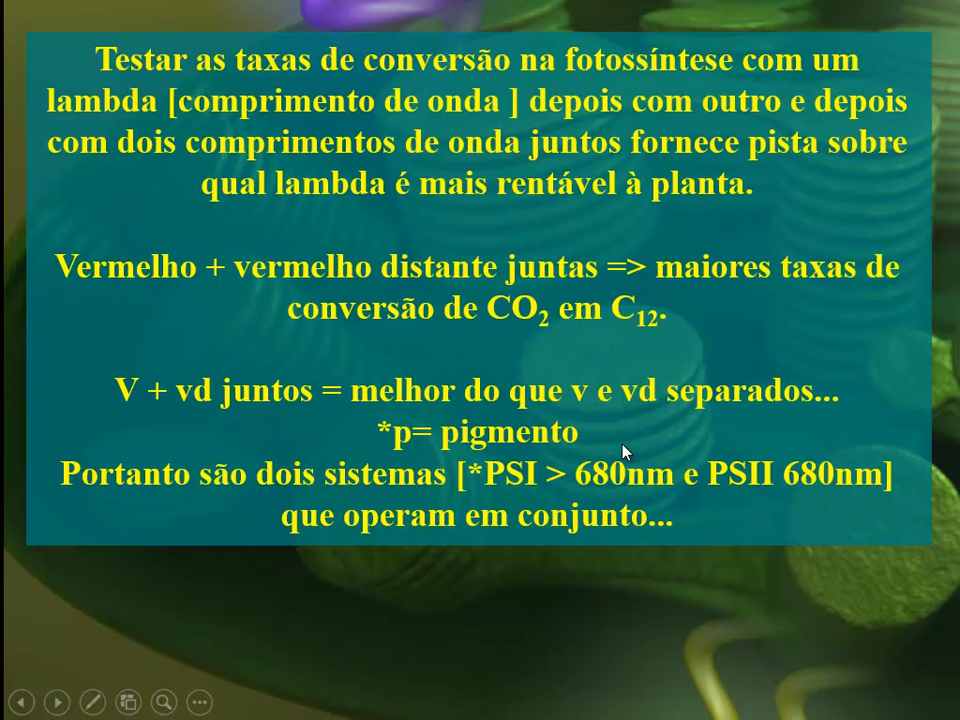 Testar as taxas de conversão na fotossíntese com um
lambda [comprimento de onda ] depois com outro e depois
com dois comprimentos de onda juntos fornece pista sobre
qual lambda é mais rentável à planta.
Vermelho + vermelho distante juntas => maiores taxas de
conversão de CO₂ em C₁₂.
V + vd juntos = melhor do que v e vd separados...
*p= pigmento
Portanto são dois sistemas [*PSI > 680nm e PSII 680nm]
que operam em conjunto...